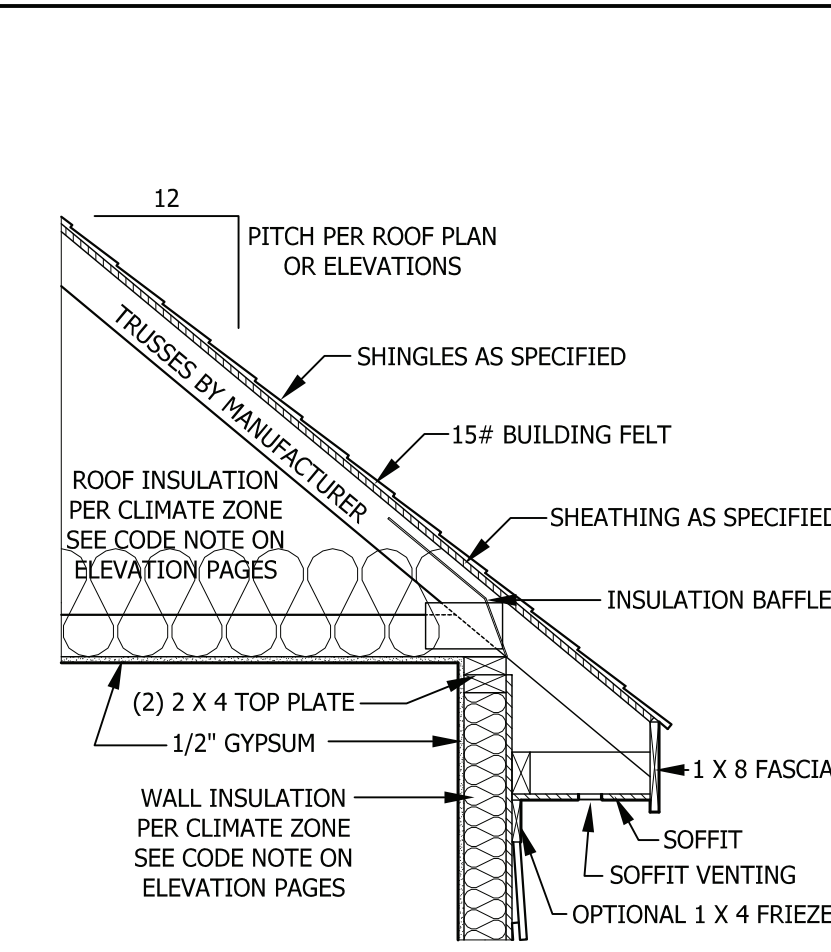 12
PITCH PER ROOF PLAN
OR ELEVATIONS
TRUSSES BY MANUFACTURER
SHINGLES AS SPECIFIED
15# BUILDING FELT
ROOF INSULATION
PER CLIMATE ZONE
SEE CODE NOTE ON
ELEVATION PAGES
SHEATHING AS SPECIFIED
INSULATION BAFFLE
(2) 2 X 4 TOP PLATE
1/2" GYPSUM
1 X 8 FASCIA
WALL INSULATION
PER CLIMATE ZONE
SEE CODE NOTE ON
ELEVATION PAGES
SOFFIT
SOFFIT VENTING
OPTIONAL 1 X 4 FRIEZE